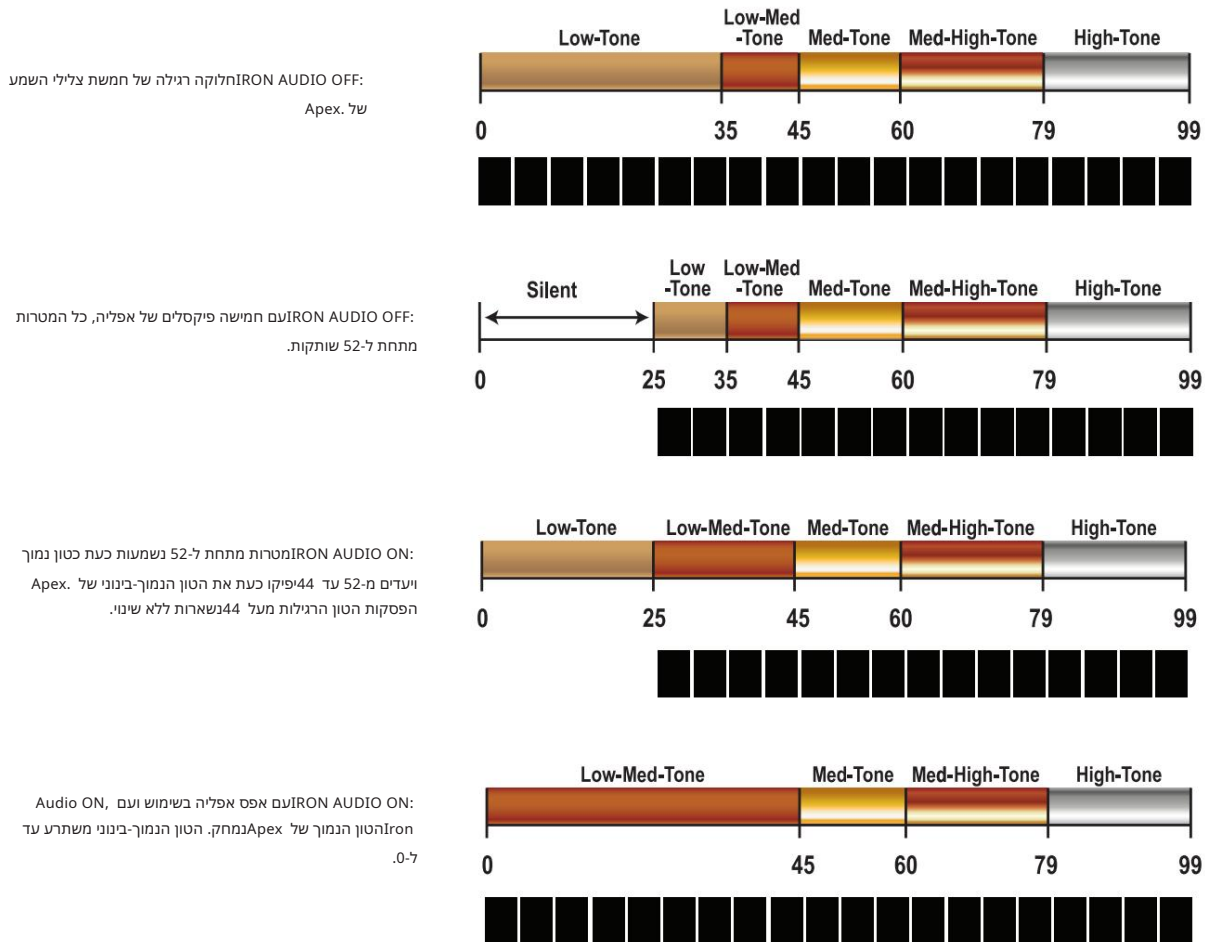 Low-Tone
Low-Med
-Tone
Med-Tone
Med-High-Tone
High-Tone
:IRON AUDIO OFFחלוקה רגילה של חמשת צלילי השמע
של .Apex
0 35 45 60 79 99
Silent
Low
-Tone
Low-Med
-Tone
Med-Tone
Med-High-Tone
High-Tone
:IRON AUDIO OFFעם חמישה פיקסלים של אפליה, כל המטרות
מתחת ל-52 שותקות.
0 25 35 45 60 79 99
Low-Tone Low-Med-Tone Med-Tone Med-High-Tone High-Tone
:IRON AUDIO ONמטרות מתחת ל-52 נשמעות כעת כטון נמוך
ויעדים מ-52 עד 44יפיקו כעת את הטון הנמוך-בינוני של .Apex
הפסקות הטון הרגילות מעל 44נשארות ללא שינוי.
0 25 45 60 79 99
Low-Med-Tone Med-Tone Med-High-Tone High-Tone
:IRON AUDIO ONעם אפס אפליה בשימוש ועם Audio ON,
Ironהטון הנמוך של Apexנמחק. הטון הנמוך-בינוני משתרע עד
ל-0.
0 45 60 79 99